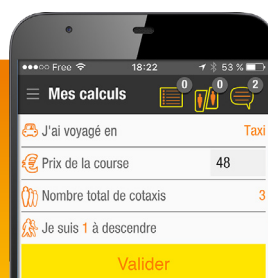 ●●●○○ Free 18:22 53 %
Mes calculs 0 0 2
J'ai voyagé en Taxi
Prix de la course 48
Nombre total de cotaxis 3
Je suis 1 à descendre
Valider